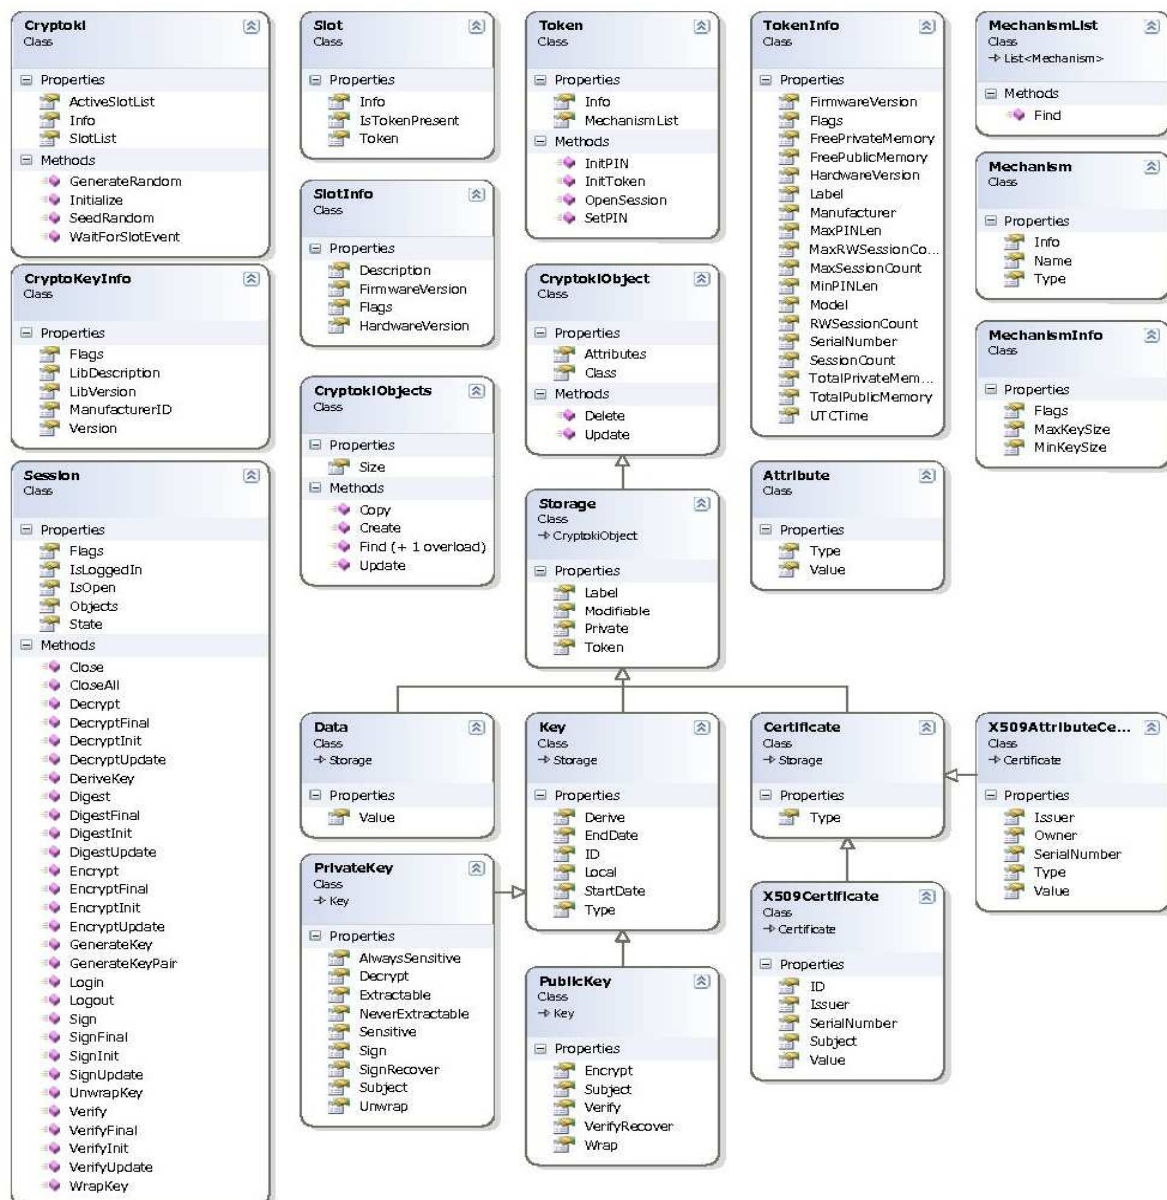 Cryptoki
Class
Properties
ActiveSlotList
Info
SlotList
Methods
GenerateRandom
Initialize
SeedRandom
WaitForSlotEvent
CryptoKeyInfo
Class
Properties
Flags
LibDescription
LibVersion
ManufacturerID
Version
Session
Class
Properties
Flags
IsLoggedIn
IsOpen
Objects
State
Methods
Close
CloseAll
Decrypt
DecryptFinal
DecryptInit
DecryptUpdate
DeriveKey
Digest
DigestFinal
DigestInit
DigestUpdate
Encrypt
EncryptFinal
EncryptInit
EncryptUpdate
GenerateKey
GenerateKeyPair
Login
Logout
Sign
SignFinal
SignInit
SignUpdate
UnwrapKey
Verify
VerifyFinal
VerifyInit
VerifyUpdate
WrapKey
Slot
Class
Properties
Info
IsTokenPresent
Token
SlotInfo
Class
Properties
Description
FirmwareVersion
Flags
HardwareVersion
CryptokiObjects
Class
Properties
Size
Methods
Copy
Create
Find (+ 1 overload)
Update
Data
Class
Storage
Properties
Value
PrivateKey
Class
Key
Properties
AlwaysSensitive
Decrypt
Extractable
NeverExtractable
Sensitive
Sign
SignRecover
Subject
Unwrap
Token
Class
Properties
Info
MechanismList
Methods
InitPIN
InitToken
OpenSession
SetPIN
CryptokiObject
Class
Properties
Attributes
Class
Methods
Delete
Update
Storage
Class
CryptokiObject
Properties
Label
Modifiable
Private
Token
Key
Class
Storage
Properties
Derive
EndDate
ID
Local
StartDate
Type
PublicKey
Class
Key
Properties
Encrypt
Subject
Verify
VerifyRecover
Wrap
TokenInfo
Class
Properties
FirmwareVersion
Flags
FreePrivateMemory
FreePublicMemory
HardwareVersion
Label
Manufacturer
MaxPINLen
MaxRWSessionCo...
MaxSessionCount
MinPINLen
Model
RWSessionCount
SerialNumber
SessionCount
TotalPrivateMem...
TotalPublicMemory
UTCTime
Attribute
Class
Properties
Type
Value
Certificate
Class
Storage
Properties
Type
X509Certificate
Class
Certificate
Properties
ID
Issuer
SerialNumber
Subject
Value
MechanismList
Class
List<Mechanism>
Methods
Find
Mechanism
Class
Properties
Info
Name
Type
MechanismInfo
Class
Properties
Flags
MaxKeySize
MinKeySize
X509AttributeCe...
Class
Certificate
Properties
Issuer
Owner
SerialNumber
Type
Value